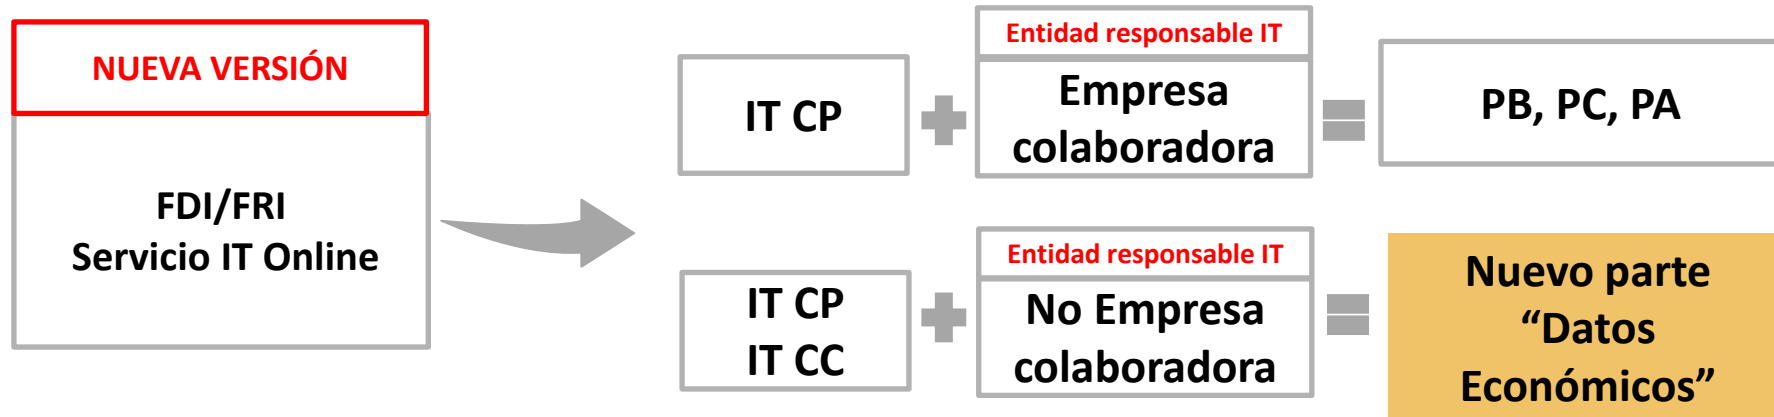 NUEVA VERSIÓN
FDI/FRI
Servicio IT Online
IT CP
Entidad responsable IT
Empresa
colaboradora
PB, PC, PA
IT CP
IT CC
Entidad responsable IT
No Empresa
colaboradora
Nuevo parte
“Datos
Económicos”